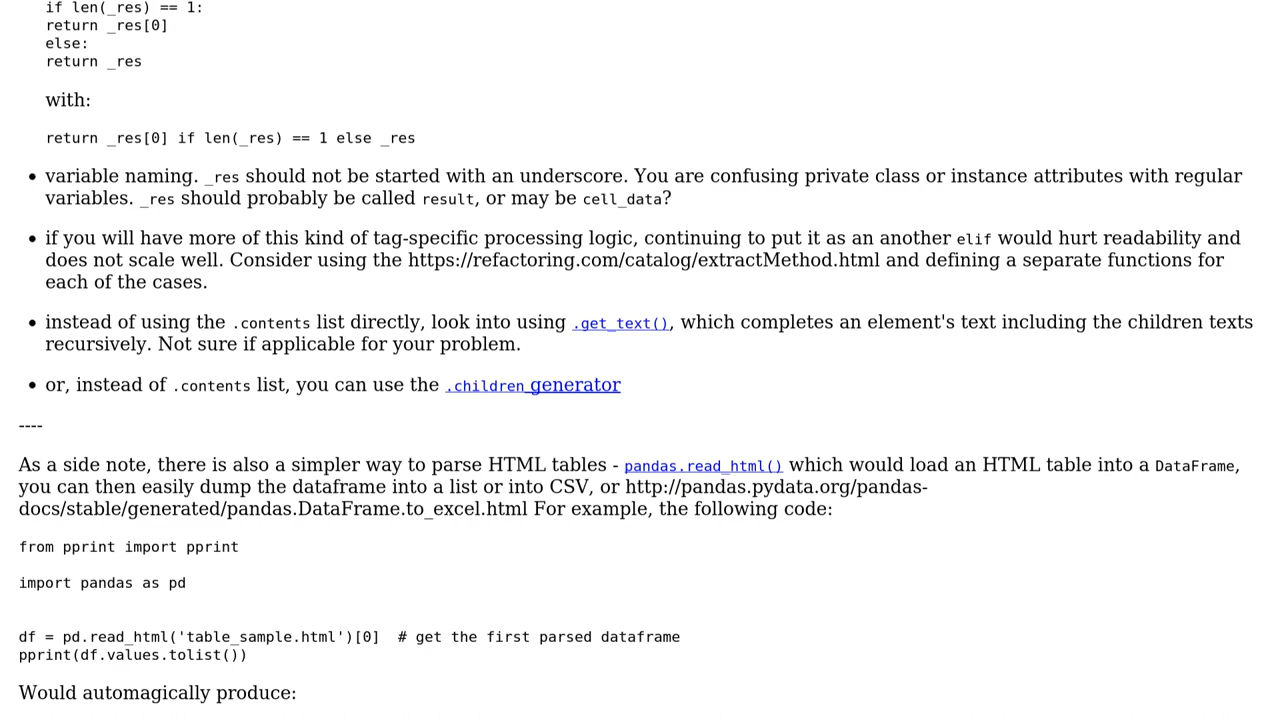 if len(_res) == 1:
return _res[0]
else:
return _res
with:
return _res[0] if len(_res) == 1 else _res
• variable naming. _res should not be started with an underscore. You are confusing private class or instance attributes with regular
variables. _res should probably be called result, or may be cell_data?
• if you will have more of this kind of tag-specific processing logic, continuing to put it as an another elif would hurt readability and
does not scale well. Consider using the https://refactoring.com/catalog/extractMethod.html and defining a separate functions for
each of the cases.
• instead of using the .contents list directly, look into using .get_text(), which completes an element's text including the children texts
recursively. Not sure if applicable for your problem.
• or, instead of .contents list, you can use the .children generator
----
As a side note, there is also a simpler way to parse HTML tables - pandas.read_html() which would load an HTML table into a DataFrame,
you can then easily dump the dataframe into a list or into CSV, or http://pandas.pydata.org/pandas-
docs/stable/generated/pandas.DataFrame.to_excel.html For example, the following code:
from pprint import pprint
import pandas as pd
df = pd.read_html('table_sample.html')[0]  # get the first parsed dataframe
pprint(df.values.tolist())
Would automagically produce: